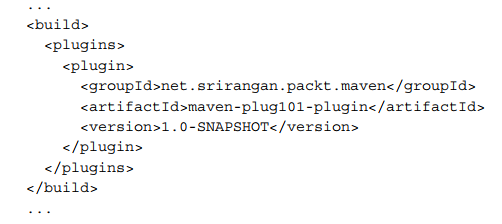 ...
<build>
<plugins>
<plugin>
<groupId>net.srirangan.packt.maven</groupId>
<artifactId>maven-plug101-plugin</artifactId>
<version>1.0-SNAPSHOT</version>
</plugin>
</plugins>
</build>
...